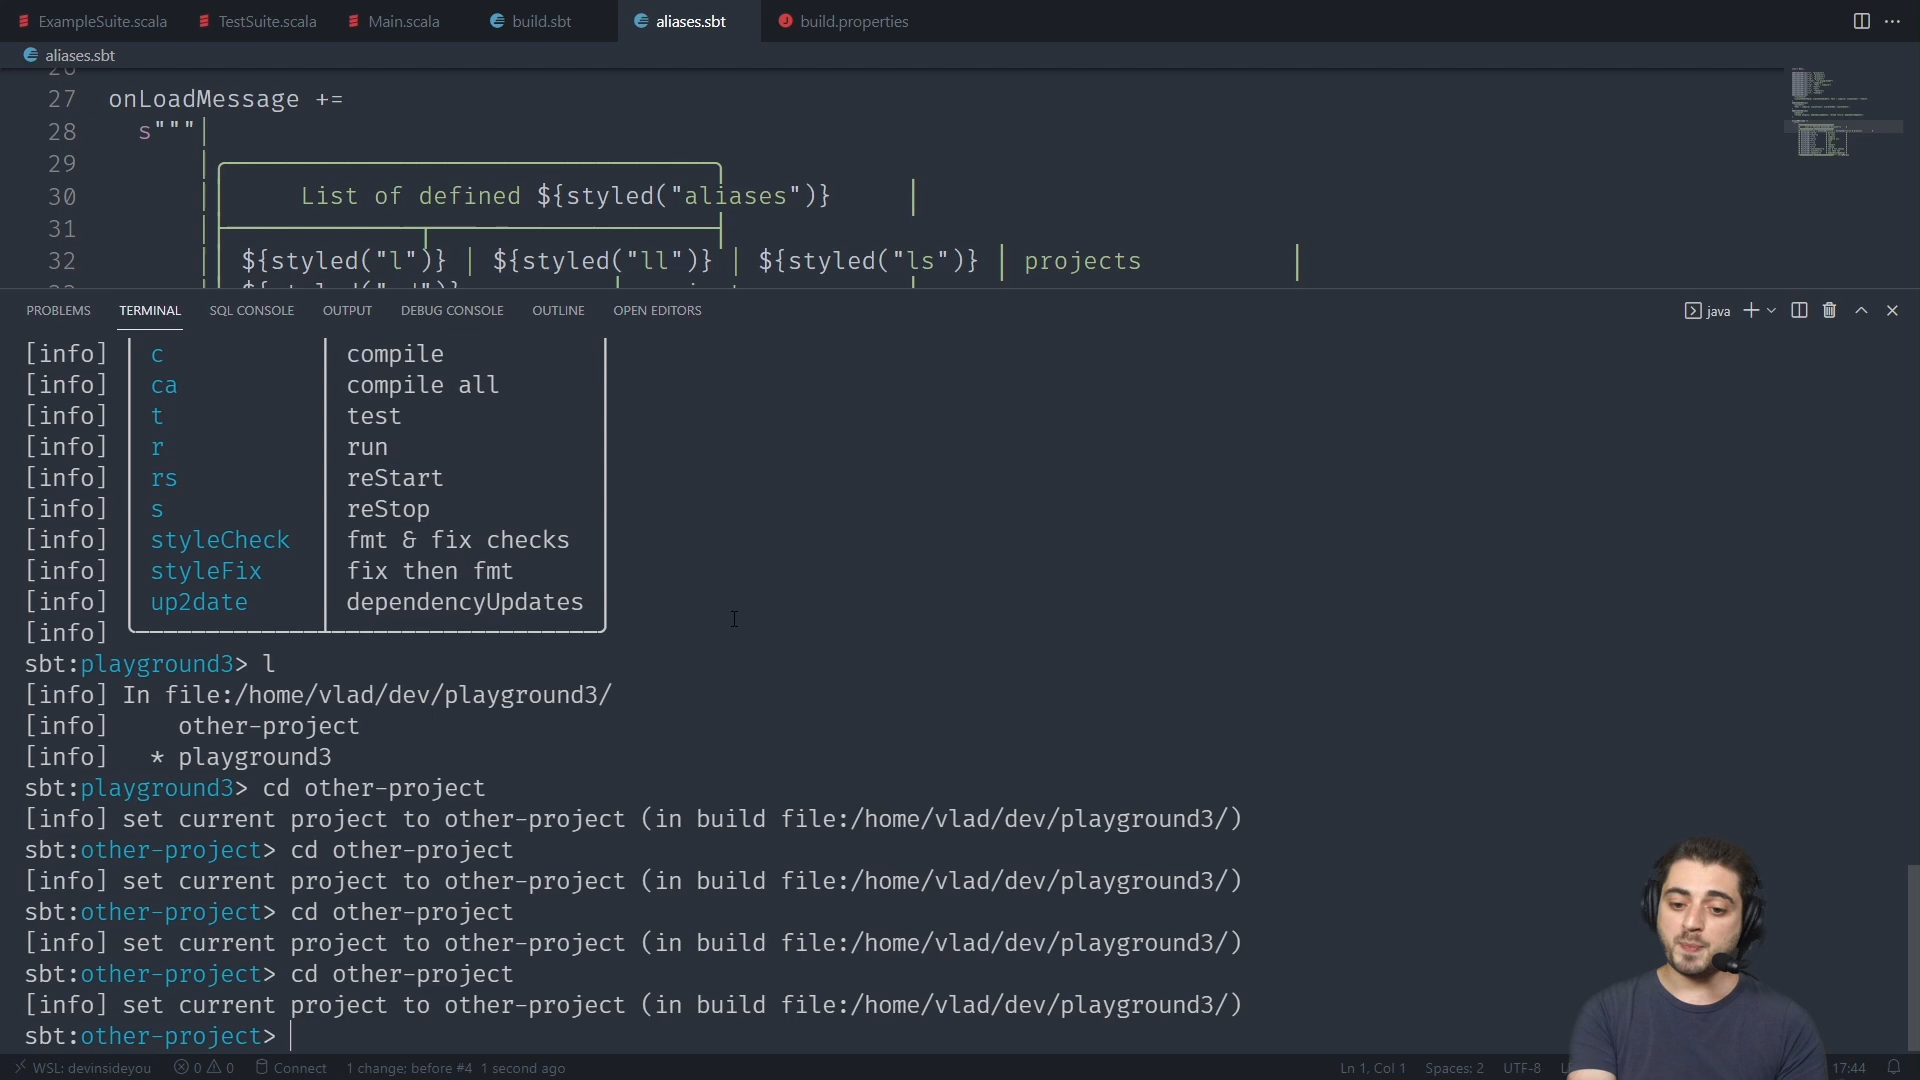 ExampleSuite.scala TestSuite.scala Main.scala build.sbt aliases.sbt build.properties
aliases.sbt
27 onLoadMessage +=
28 s"""|
29 |
30 | List of defined ${styled("aliases")} |
31 |
32 | ${styled("l")} | ${styled("ll")} | ${styled("ls")} | projects |
PROBLEMS TERMINAL SQL CONSOLE OUTPUT DEBUG CONSOLE OUTLINE OPEN EDITORS java
[info] c compile
[info] ca compile all
[info] t test
[info] r run
[info] rs reStart
[info] s reStop
[info] styleCheck fmt & fix checks
[info] styleFix fix then fmt
[info] up2date dependencyUpdates
[info]
sbt:playground3> l
[info] In file:/home/vlad/dev/playground3/
[info] other-project
[info] * playground3
sbt:playground3> cd other-project
[info] set current project to other-project (in build file:/home/vlad/dev/playground3/)
sbt:other-project> cd other-project
[info] set current project to other-project (in build file:/home/vlad/dev/playground3/)
sbt:other-project> cd other-project
[info] set current project to other-project (in build file:/home/vlad/dev/playground3/)
sbt:other-project> cd other-project
[info] set current project to other-project (in build file:/home/vlad/dev/playground3/)
sbt:other-project>
WSL: devinsideyou 0 0 Connect 1 change; before #4 1 second ago Ln 1, Col 1 Spaces: 2 UTF-8 17:44